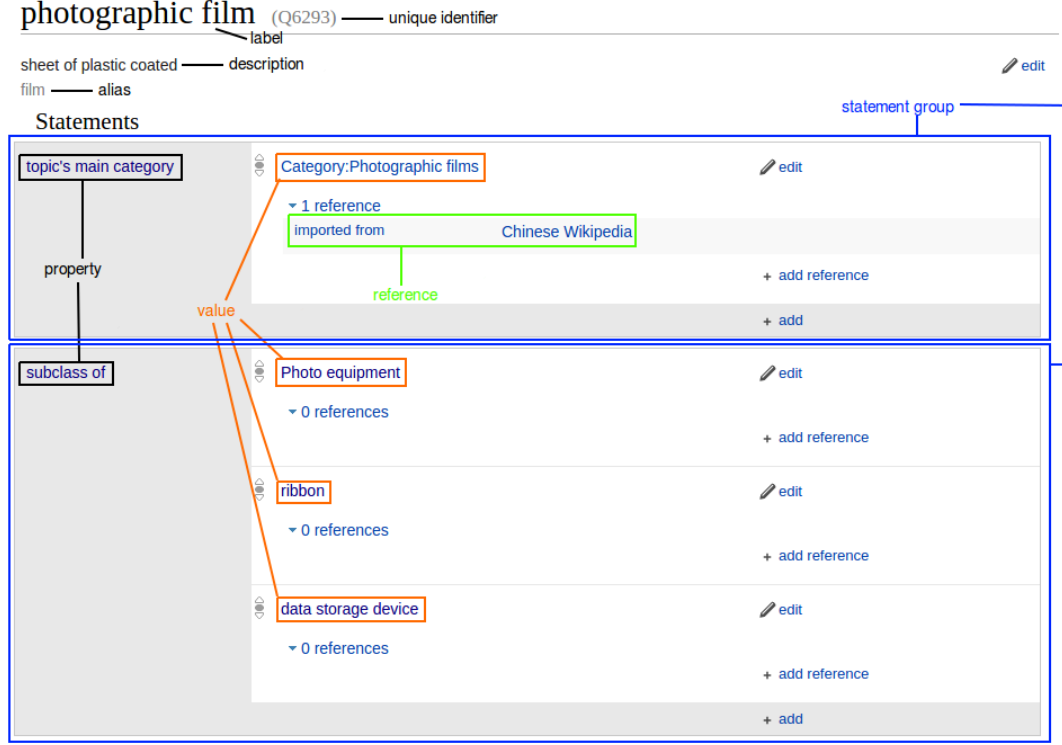 photographic film (Q6293) unique identifier
label
sheet of plastic coated description
edit
film alias
statement group
Statements
topic's main category
Category:Photographic films
edit
1 reference
imported from Chinese Wikipedia
property
+ add reference
reference
value
+ add
subclass of
Photo equipment
edit
0 references
+ add reference
ribbon
edit
0 references
+ add reference
data storage device
edit
0 references
+ add reference
+ add